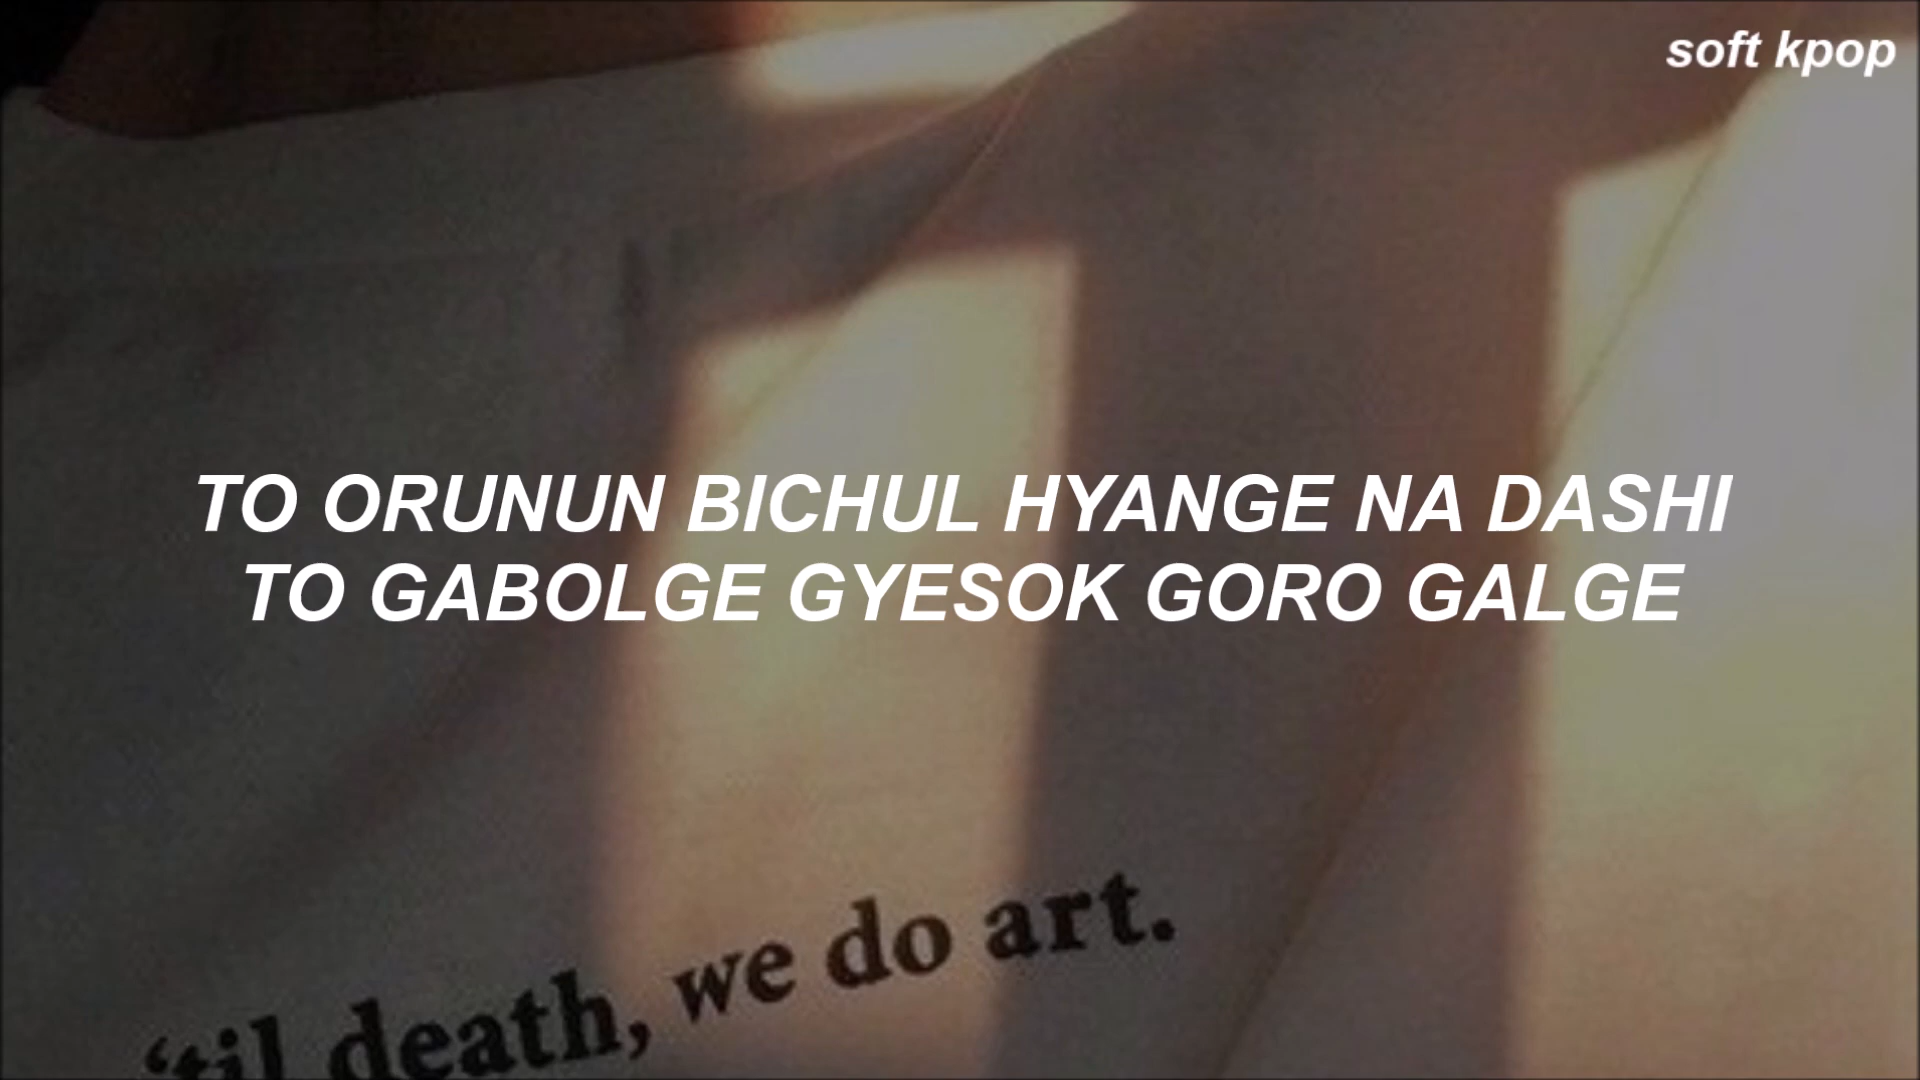 soft kpop
TO ORUNUN BICHUL HYANGE NA DASHI
TO GABOLGE GYESOK GORO GALGE
‘til death, we do art.